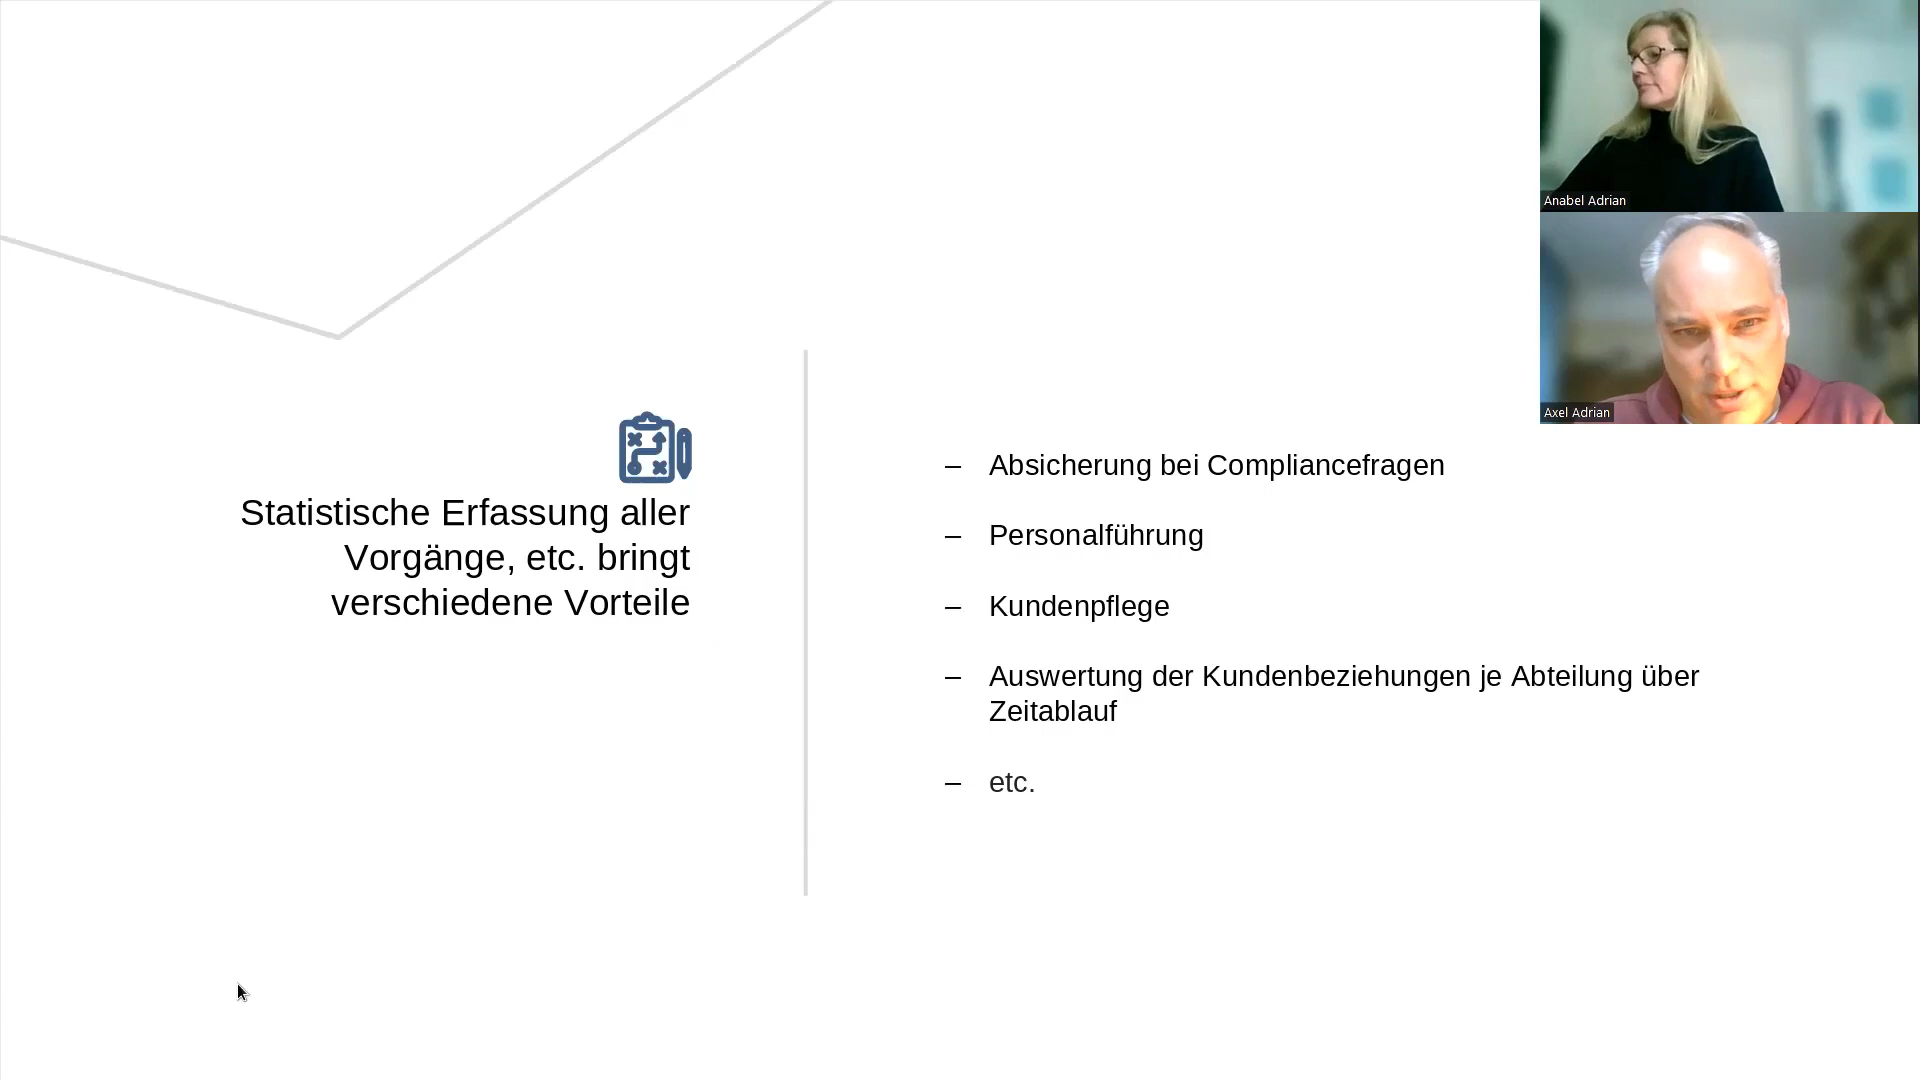 Statistische Erfassung aller
Vorgänge, etc. bringt
verschiedene Vorteile
– Absicherung bei Compliancefragen
– Personalführung
– Kundenpflege
– Auswertung der Kundenbeziehungen je Abteilung über
Zeitablauf
– etc.
Anabel Adrian
Axel Adrian